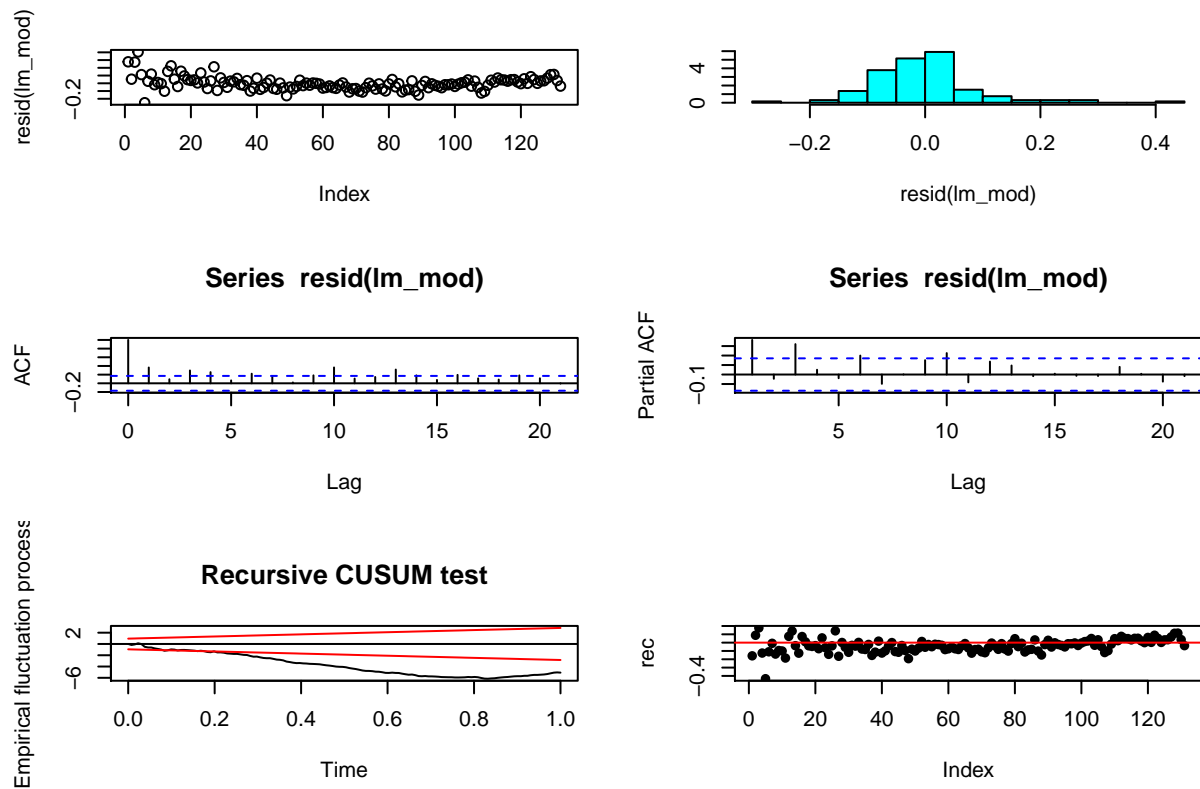 resid(lm_mod)
−0.2
0 20 40 60 80 100 120
Index
0 4
−0.2 0.0 0.2 0.4
resid(lm_mod)
Series resid(lm_mod)
ACF
−0.2
0 5 10 15 20
Lag
Series resid(lm_mod)
Partial ACF
−0.1
5 10 15 20
Lag
Recursive CUSUM test
Empirical fluctuation process
−6 2
0.0 0.2 0.4 0.6 0.8 1.0
Time
rec
−0.4
0 20 40 60 80 100 120
Index